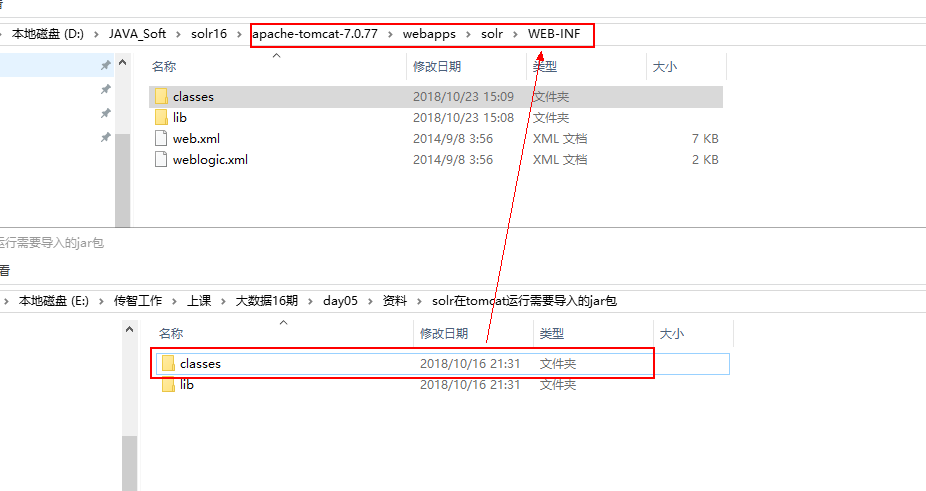 本地磁盘 (D:) › JAVA_Soft › solr16 › apache-tomcat-7.0.77 › webapps › solr › WEB-INF
名称 修改日期 类型 大小
classes 2018/10/23 15:09 文件夹
lib 2018/10/23 15:08 文件夹
web.xml 2014/9/8 3:56 XML 文档 7 KB
weblogic.xml 2014/9/8 3:56 XML 文档 2 KB
运行需要导入的jar包
看
本地磁盘 (E:) › 传智工作 › 上课 › 大数据16期 › day05 › 资料 › solr在tomcat运行需要导入的jar包
名称 修改日期 类型 大小
classes 2018/10/16 21:31 文件夹
lib 2018/10/16 21:31 文件夹